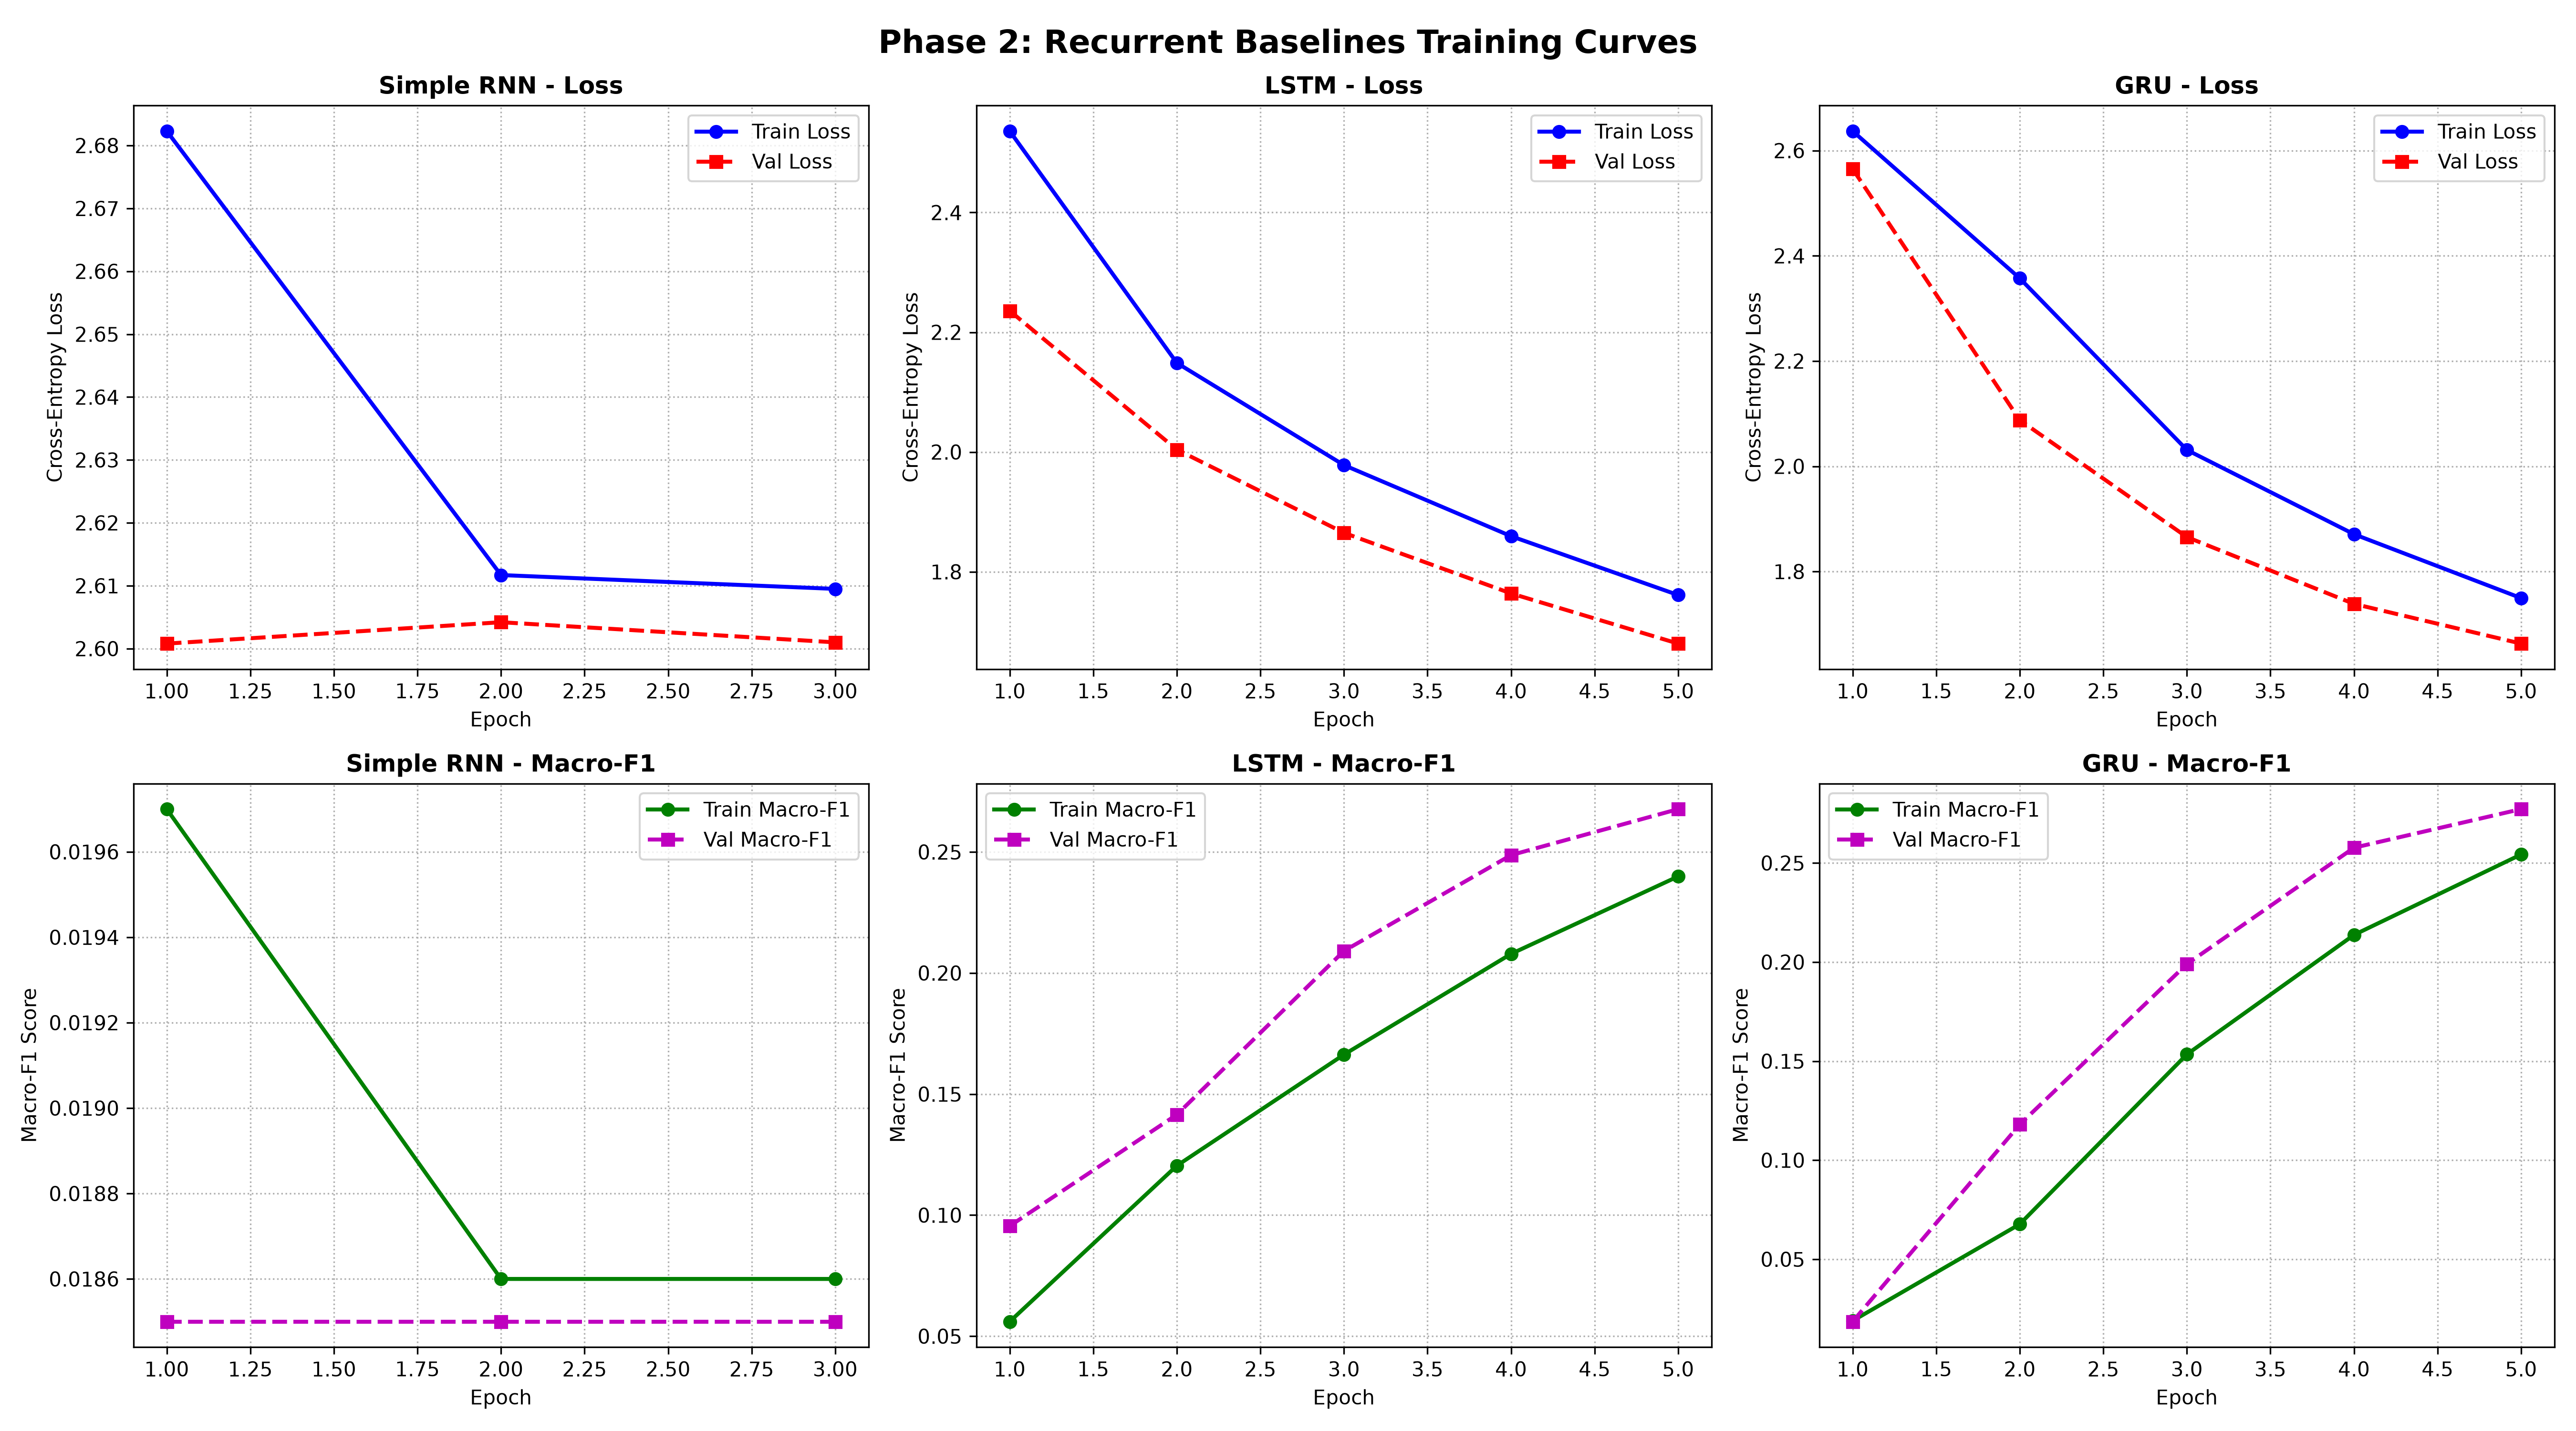 Phase 2: Recurrent Baselines Training Curves
Simple RNN - Loss
Train Loss
Val Loss
2.68
2.67
2.66
2.65
2.64
2.63
2.62
2.61
2.60
Cross-Entropy Loss
1.00 1.25 1.50 1.75 2.00 2.25 2.50 2.75 3.00
Epoch
LSTM - Loss
Train Loss
Val Loss
2.4
2.2
2.0
1.8
Cross-Entropy Loss
1.0 1.5 2.0 2.5 3.0 3.5 4.0 4.5 5.0
Epoch
GRU - Loss
Train Loss
Val Loss
2.6
2.4
2.2
2.0
1.8
Cross-Entropy Loss
1.0 1.5 2.0 2.5 3.0 3.5 4.0 4.5 5.0
Epoch
Simple RNN - Macro-F1
Train Macro-F1
Val Macro-F1
0.0196
0.0194
0.0192
0.0190
0.0188
0.0186
Macro-F1 Score
1.00 1.25 1.50 1.75 2.00 2.25 2.50 2.75 3.00
Epoch
LSTM - Macro-F1
Train Macro-F1
Val Macro-F1
0.25
0.20
0.15
0.10
0.05
Macro-F1 Score
1.0 1.5 2.0 2.5 3.0 3.5 4.0 4.5 5.0
Epoch
GRU - Macro-F1
Train Macro-F1
Val Macro-F1
0.25
0.20
0.15
0.10
0.05
Macro-F1 Score
1.0 1.5 2.0 2.5 3.0 3.5 4.0 4.5 5.0
Epoch